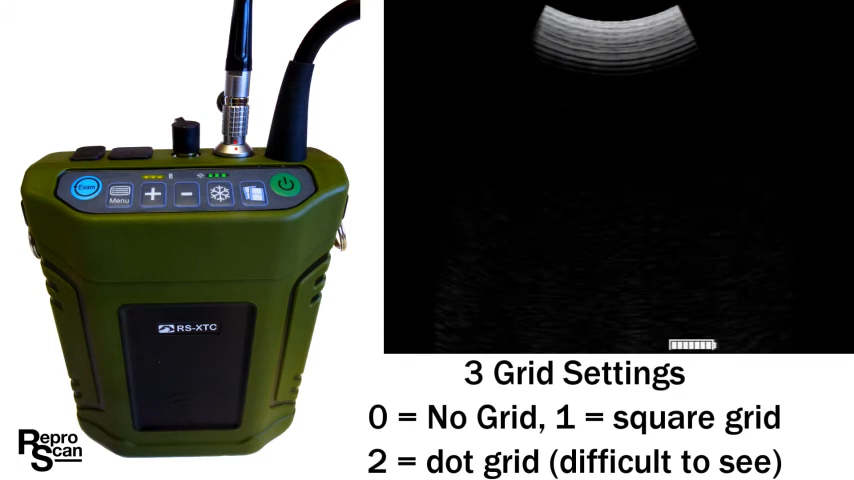 Exam
Menu
RS-XTC
Repro
Scan
3 Grid Settings
0 = No Grid, 1 = square grid
2 = dot grid (difficult to see)